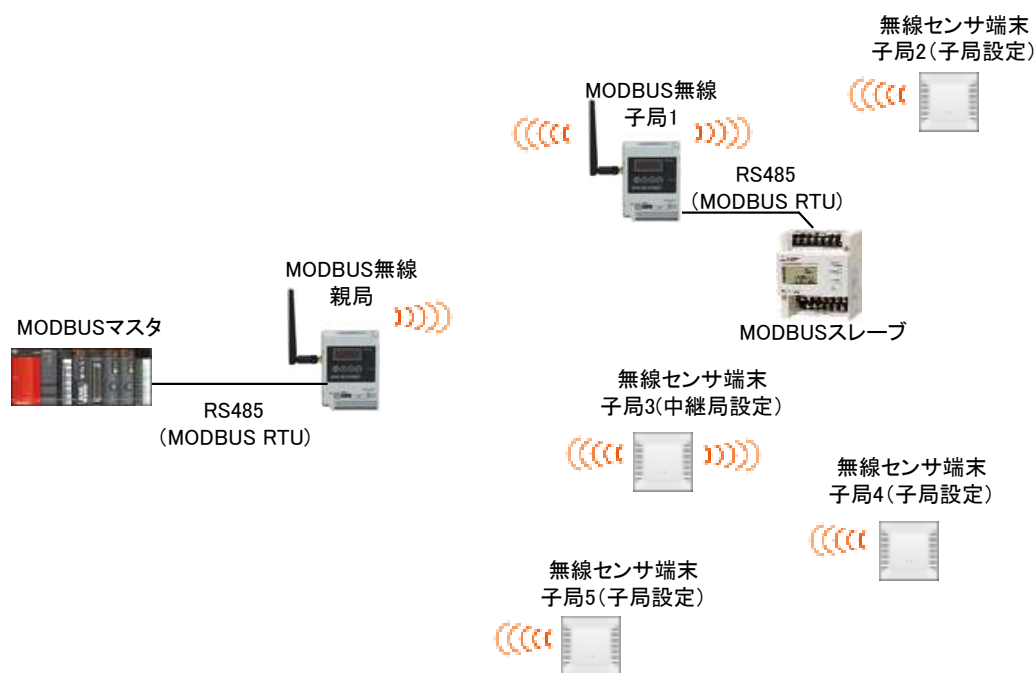 無線センサ端末
子局2(子局設定)
MODBUS無線
子局1
RS485
(MODBUS RTU)
MODBUSスレーブ
MODBUS無線
親局
MODBUSマスタ
RS485
(MODBUS RTU)
無線センサ端末
子局3(中継局設定)
無線センサ端末
子局4(子局設定)
無線センサ端末
子局5(子局設定)